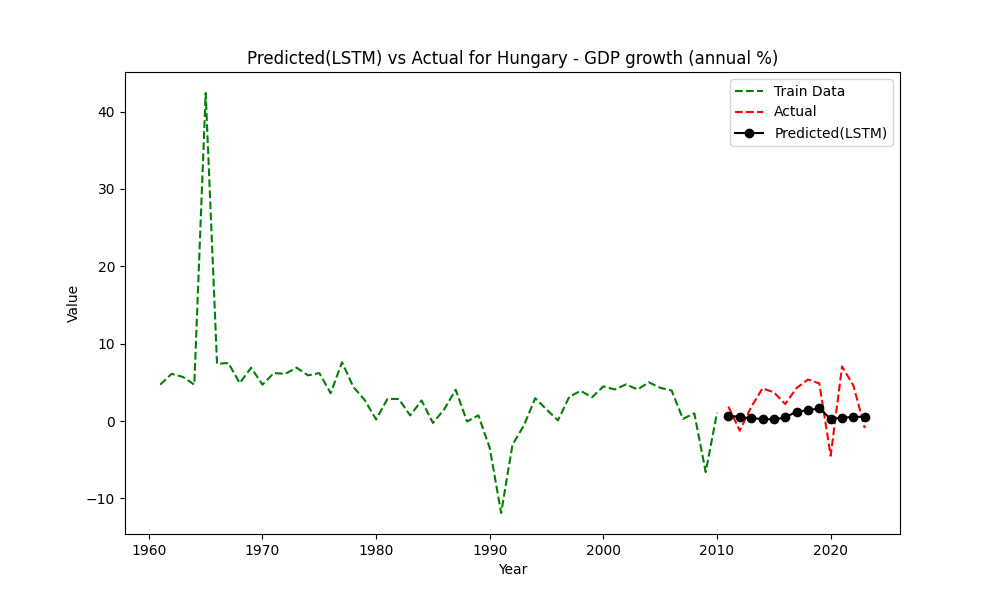 Predicted(LSTM) vs Actual for Hungary - GDP growth (annual %)
Train Data
Actual
Predicted(LSTM)
Value
40
30
20
10
0
−10
1960 1970 1980 1990 2000 2010 2020
Year